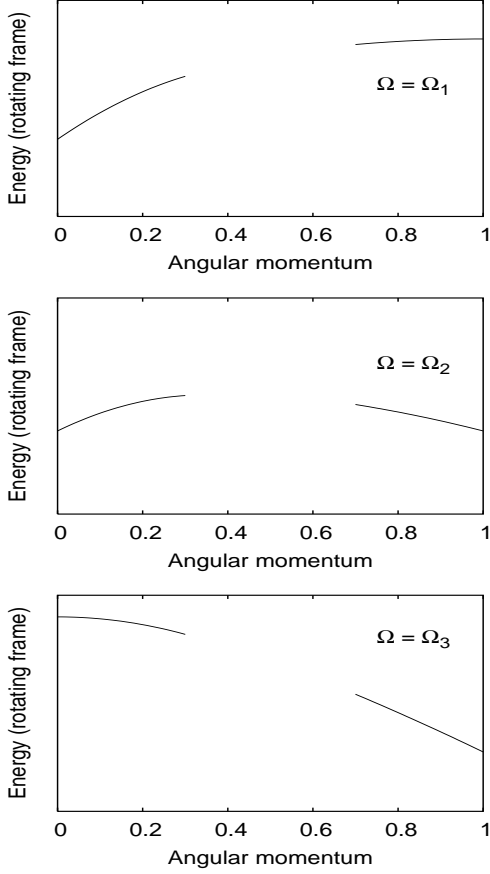 Energy (rotating frame)
Ω = Ω₁
0 0.2 0.4 0.6 0.8 1
Angular momentum
Energy (rotating frame)
Ω = Ω₂
0 0.2 0.4 0.6 0.8 1
Angular momentum
Energy (rotating frame)
Ω = Ω₃
0 0.2 0.4 0.6 0.8 1
Angular momentum